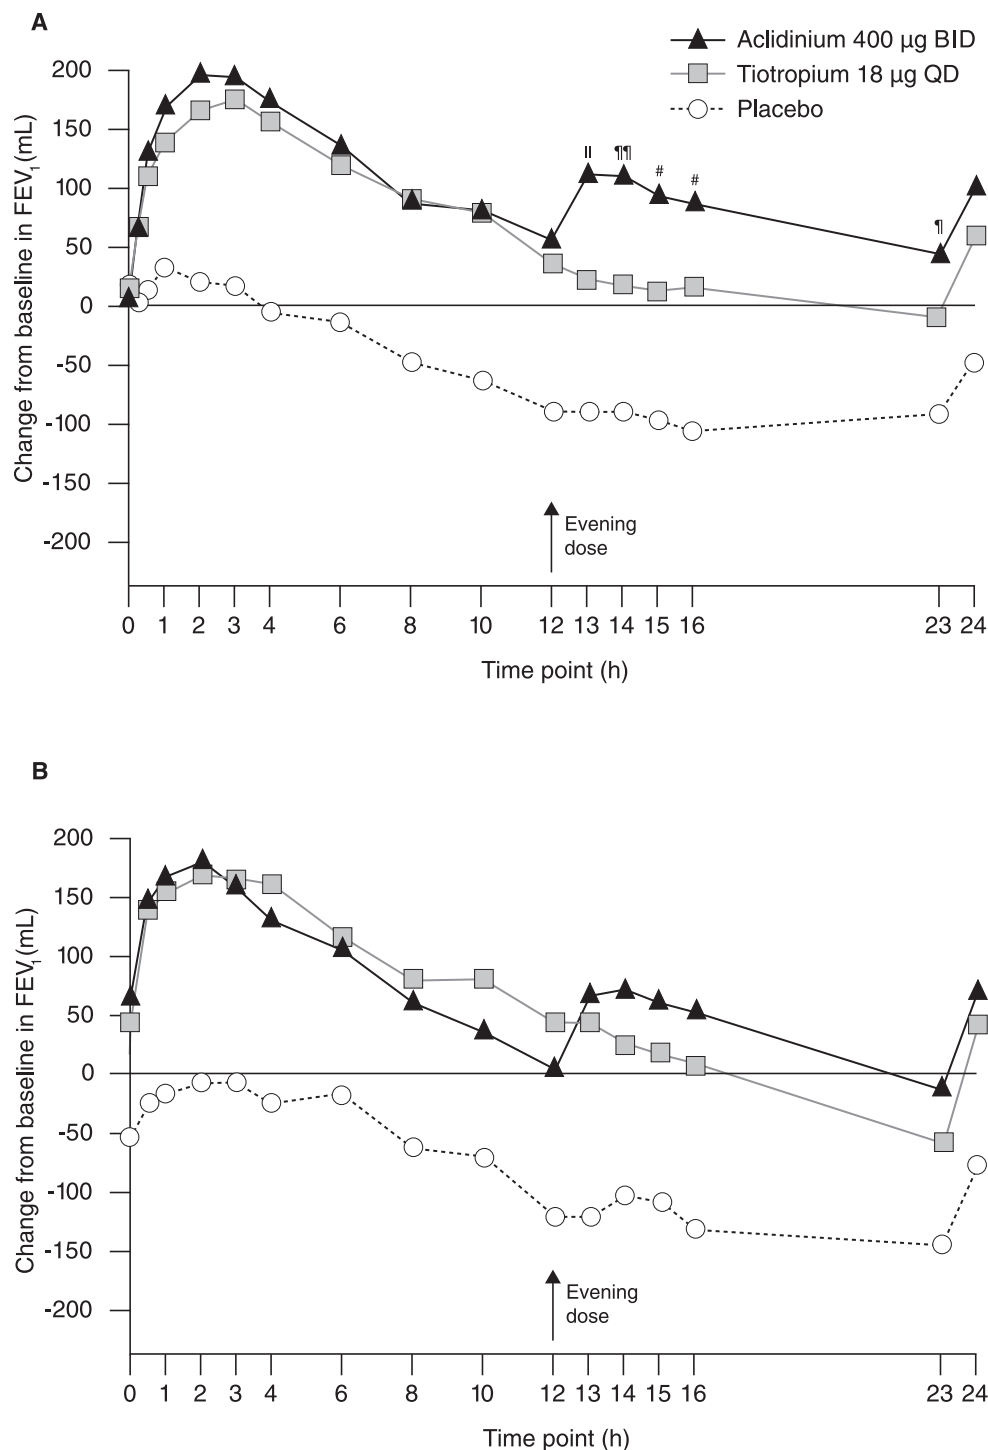 A
Aclidinium 400 µg BID
Tiotropium 18 µg QD
Placebo
Change from baseline in FEV1 (mL)
200
150
100
50
0
-50
-100
-150
-200
||
¶¶
#
#
¶
Evening
dose
0 1 2 3 4 6 8 10 12 13 14 15 16 23 24
Time point (h)
B
Change from baseline in FEV1 (mL)
200
150
100
50
0
-50
-100
-150
-200
Evening
dose
0 1 2 3 4 6 8 10 12 13 14 15 16 23 24
Time point (h)